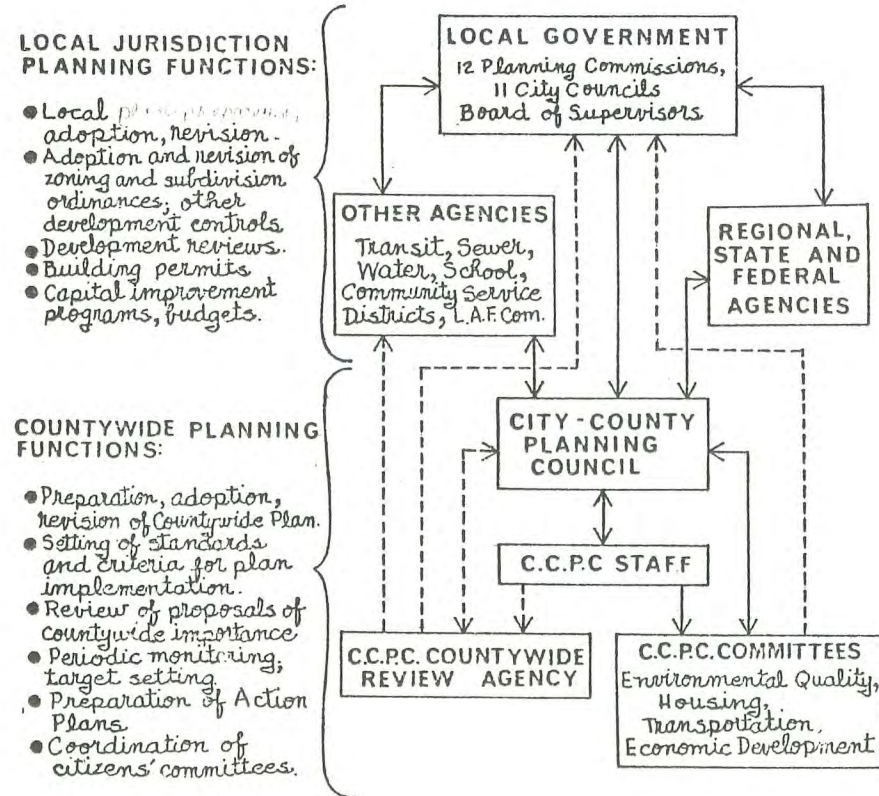 LOCAL JURISDICTION
PLANNING FUNCTIONS:
● Local
adoption, revision.
● Adoption and revision of
zoning and subdivision
ordinances; other
development controls
● Development reviews.
● Building permits
● Capital improvement
programs, budgets.
COUNTYWIDE PLANNING
FUNCTIONS:
● Preparation, adoption,
revision of Countywide Plan.
● Setting of standards
and criteria for plan
implementation.
● Review of proposals of
countywide importance
● Periodic monitoring,
target setting.
● Preparation of Action
Plans
● Coordination of
citizens' committees.
LOCAL GOVERNMENT
12 Planning Commissions,
11 City Councils
Board of Supervisors
OTHER AGENCIES
Transit, Sewer,
Water, School,
Community Service
Districts, L.A.F.Com.
REGIONAL,
STATE AND
FEDERAL
AGENCIES
CITY - COUNTY
PLANNING
COUNCIL
C.C.P.C STAFF
C.C.P.C. COUNTYWIDE
REVIEW AGENCY
C.C.P.C. COMMITTEES
Environmental Quality,
Housing,
Transportation,
Economic Development